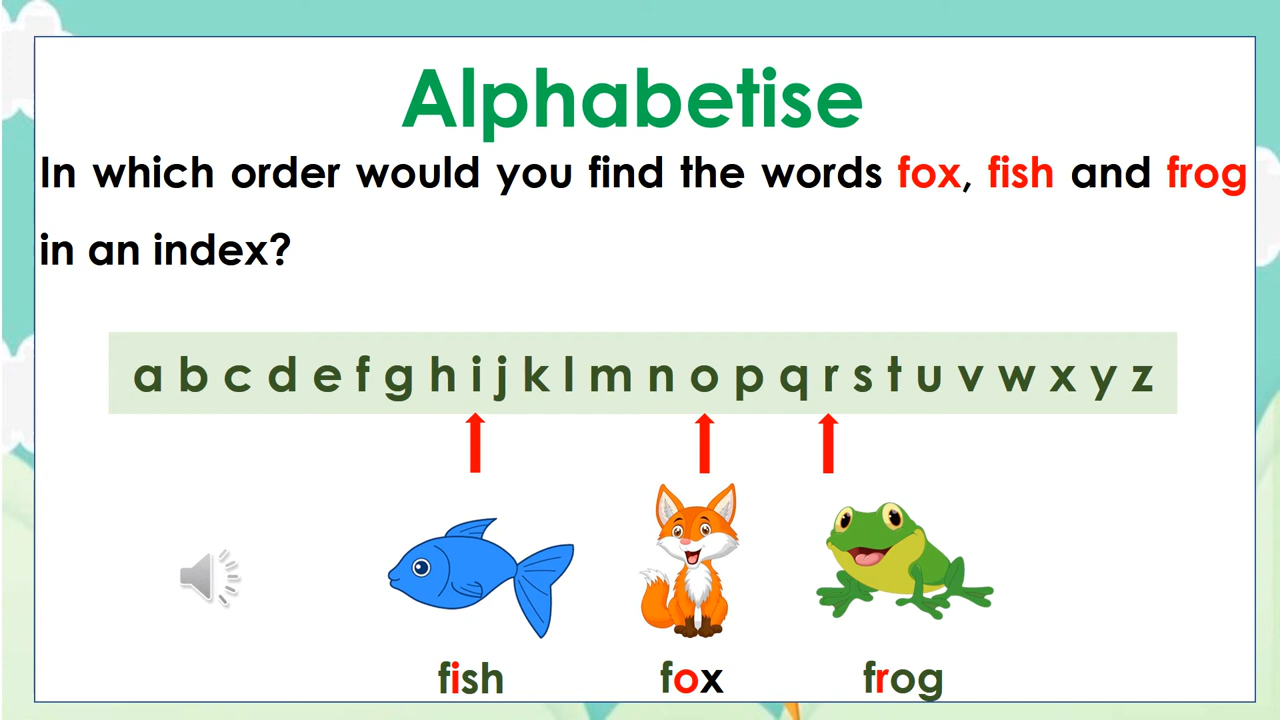 Alphabetise
In which order would you find the words fox, fish and frog
in an index?
a b c d e f g h i j k l m n o p q r s t u v w x y z
fish fox frog